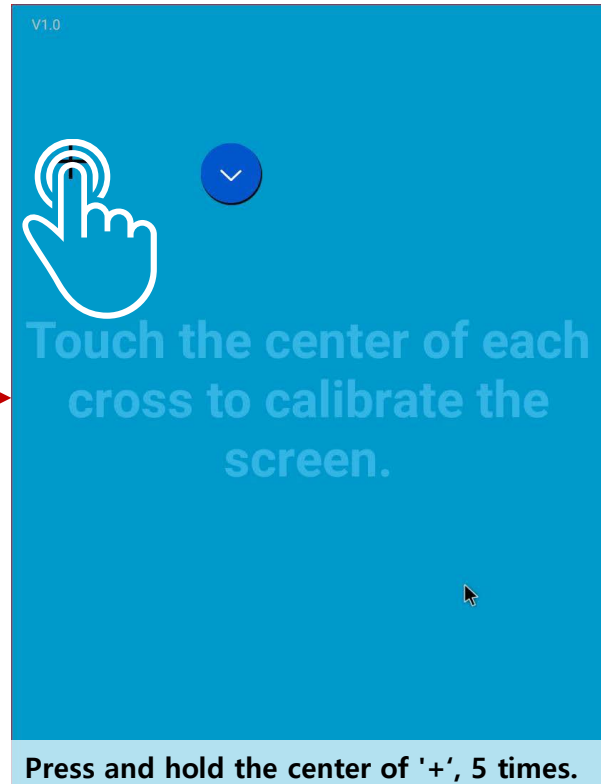 V1.0
Touch the center of each
cross to calibrate the
screen.
Press and hold the center of '+‘, 5 times.